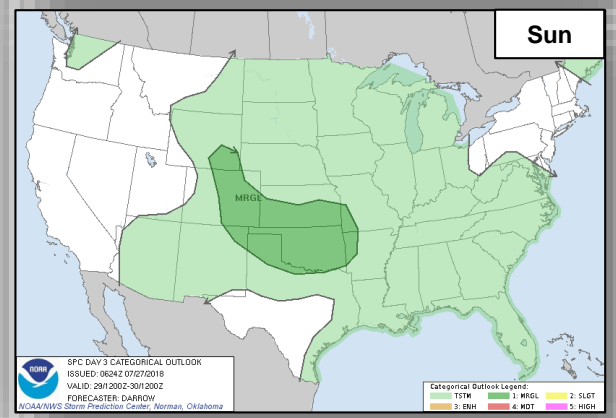 Sun
MRGL
NOAA
SPC DAY 3 CATEGORICAL OUTLOOK
ISSUED: 0624Z 07/27/2018
VALID: 29/1200Z-30/1200Z
FORECASTER: DARROW
NOAA/NWS Storm Prediction Center, Norman, Oklahoma
Categorical Outlook Legend:
TSTM 1: MRGL 2: SLGT
3: ENH 4: MDT 5: HIGH